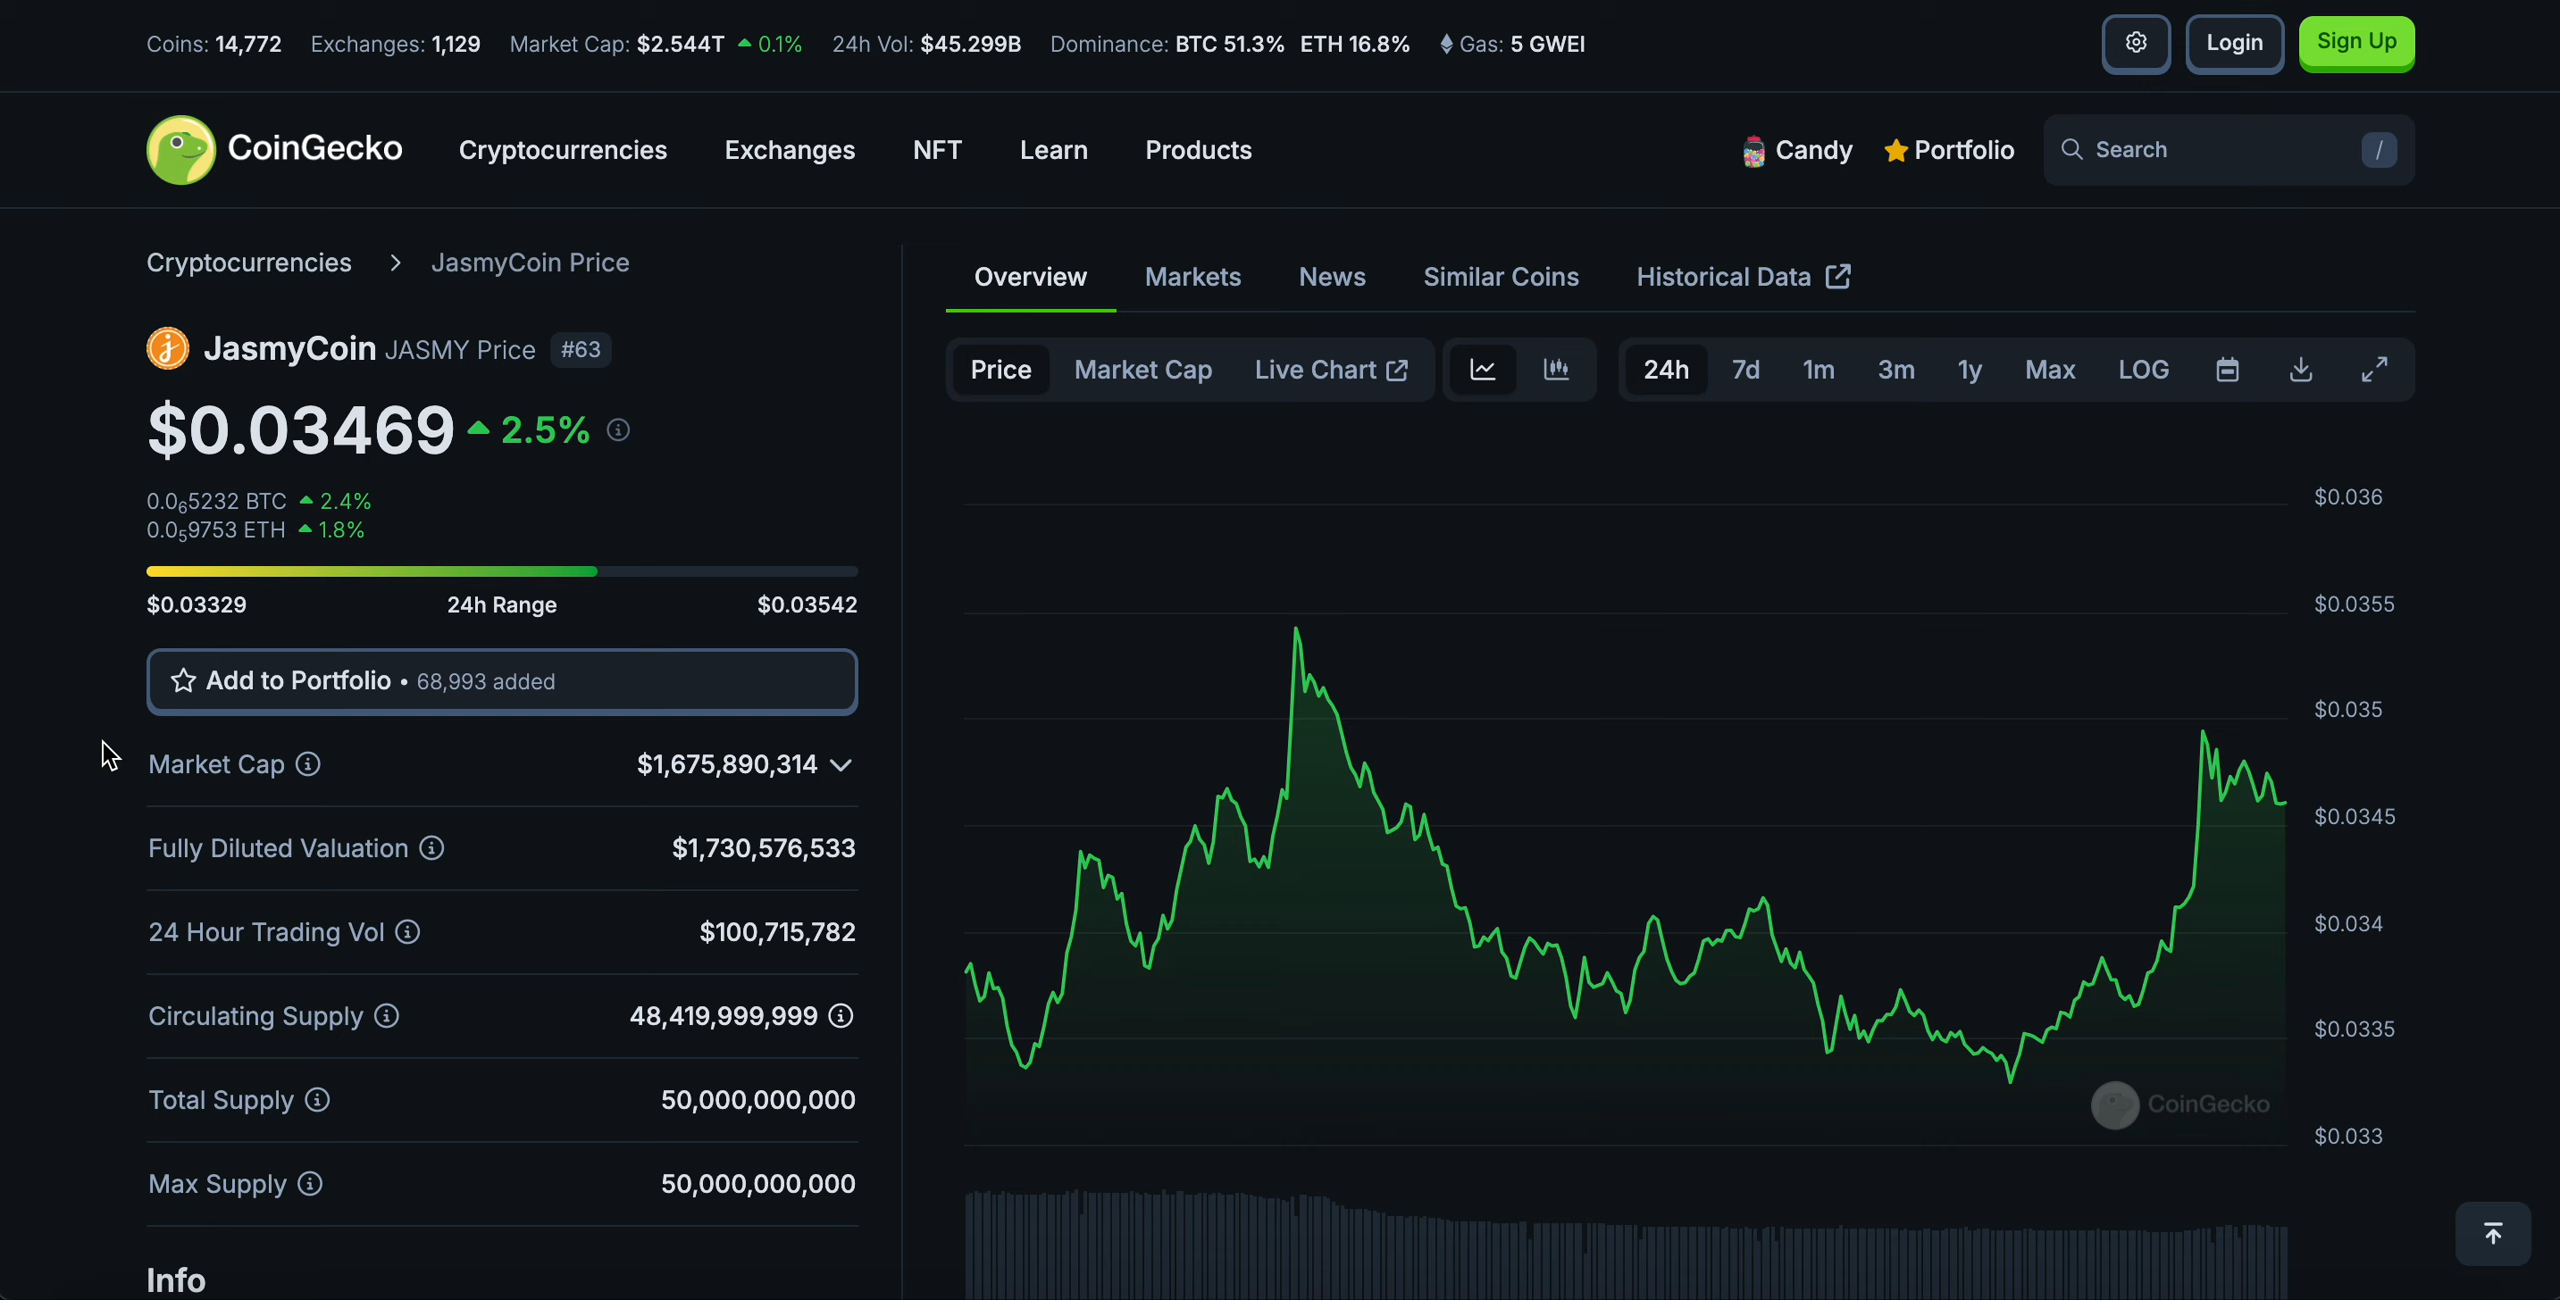 Coins: 14,772 Exchanges: 1,129 Market Cap: $2.544T 0.1% 24h Vol: $45.299B Dominance: BTC 51.3% ETH 16.8% Gas: 5 GWEI Login Sign Up
CoinGecko Cryptocurrencies Exchanges NFT Learn Products Candy Portfolio Search /
Cryptocurrencies > JasmyCoin Price
JasmyCoin JASMY Price #63
$0.03469 2.5%
0.0₆5232 BTC 2.4%
0.0₅9753 ETH 1.8%
$0.03329 24h Range $0.03542
Add to Portfolio • 68,993 added
Market Cap $1,675,890,314
Fully Diluted Valuation $1,730,576,533
24 Hour Trading Vol $100,715,782
Circulating Supply 48,419,999,999
Total Supply 50,000,000,000
Max Supply 50,000,000,000
Info
Overview Markets News Similar Coins Historical Data
Price Market Cap Live Chart 24h 7d 1m 3m 1y Max LOG
$0.036
$0.0355
$0.035
$0.0345
$0.034
$0.0335
CoinGecko
$0.033